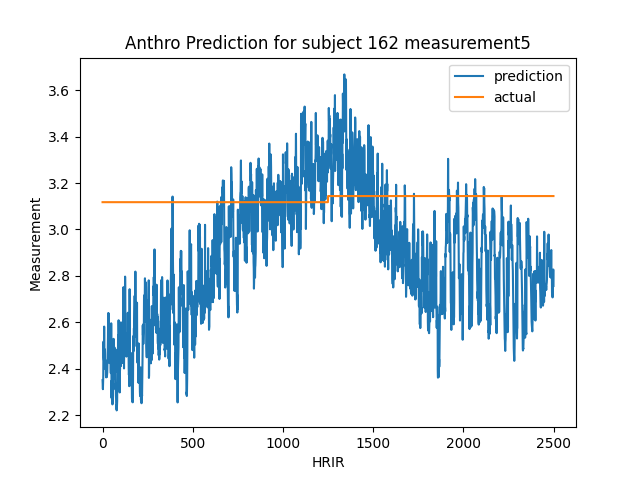 Anthro Prediction for subject 162 measurement5
prediction
actual
3.6
3.4
3.2
3.0
2.8
2.6
2.4
2.2
Measurement
0
500
1000
1500
2000
2500
HRIR